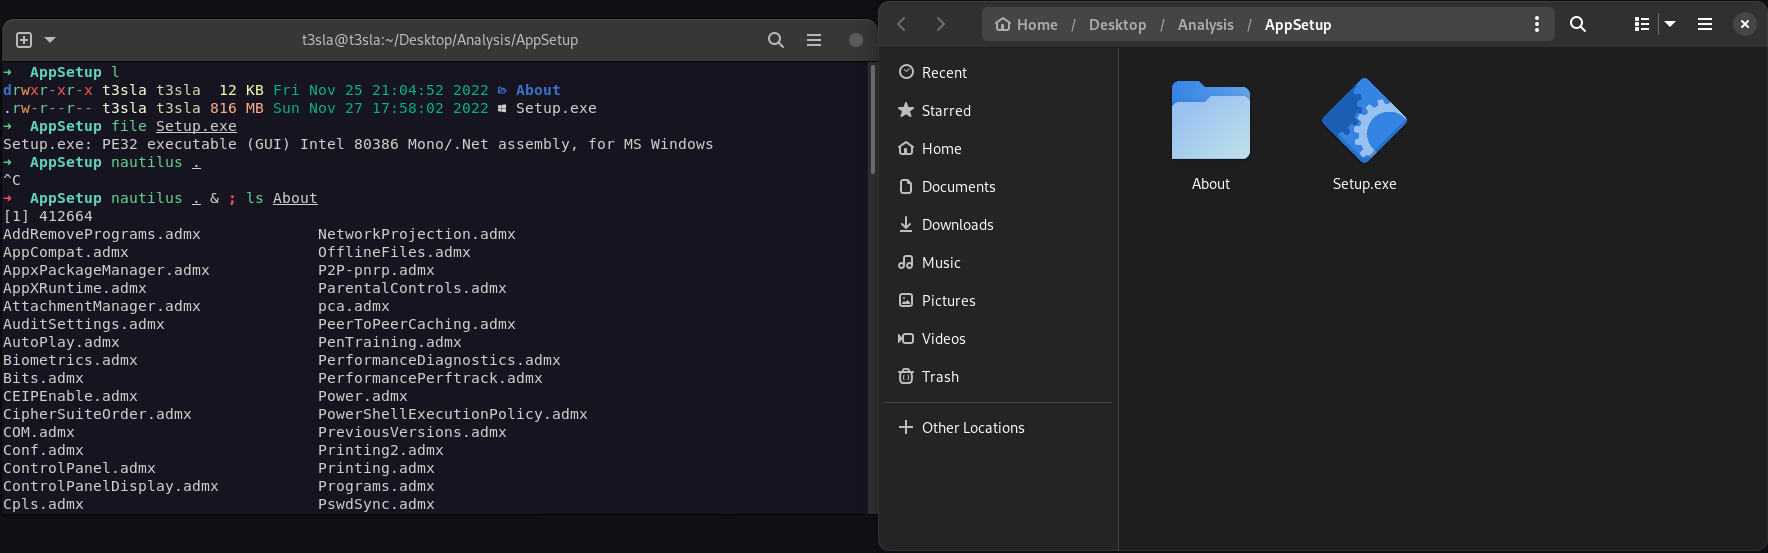 t3sla@t3sla:~/Desktop/Analysis/AppSetup
➜  AppSetup l
drwxr-xr-x t3sla t3sla  12 KB Fri Nov 25 21:04:52 2022 About
.rw-r--r-- t3sla t3sla 816 MB Sun Nov 27 17:58:02 2022 Setup.exe
➜  AppSetup file Setup.exe
Setup.exe: PE32 executable (GUI) Intel 80386 Mono/.Net assembly, for MS Windows
➜  AppSetup nautilus .
^C
➜  AppSetup nautilus . & ; ls About
[1] 412664
AddRemovePrograms.admx             NetworkProjection.admx
AppCompat.admx                     OfflineFiles.admx
AppxPackageManager.admx            P2P-pnrp.admx
AppXRuntime.admx                   ParentalControls.admx
AttachmentManager.admx             pca.admx
AuditSettings.admx                 PeerToPeerCaching.admx
AutoPlay.admx                      PenTraining.admx
Biometrics.admx                    PerformanceDiagnostics.admx
Bits.admx                          PerformancePerftrack.admx
CEIPEnable.admx                    Power.admx
CipherSuiteOrder.admx              PowerShellExecutionPolicy.admx
COM.admx                           PreviousVersions.admx
Conf.admx                          Printing2.admx
ControlPanel.admx                  Printing.admx
ControlPanelDisplay.admx           Programs.admx
Cpls.admx                          PswdSync.admx
Home / Desktop / Analysis / AppSetup
Recent
Starred
Home
Documents
Downloads
Music
Pictures
Videos
Trash
Other Locations
About
Setup.exe